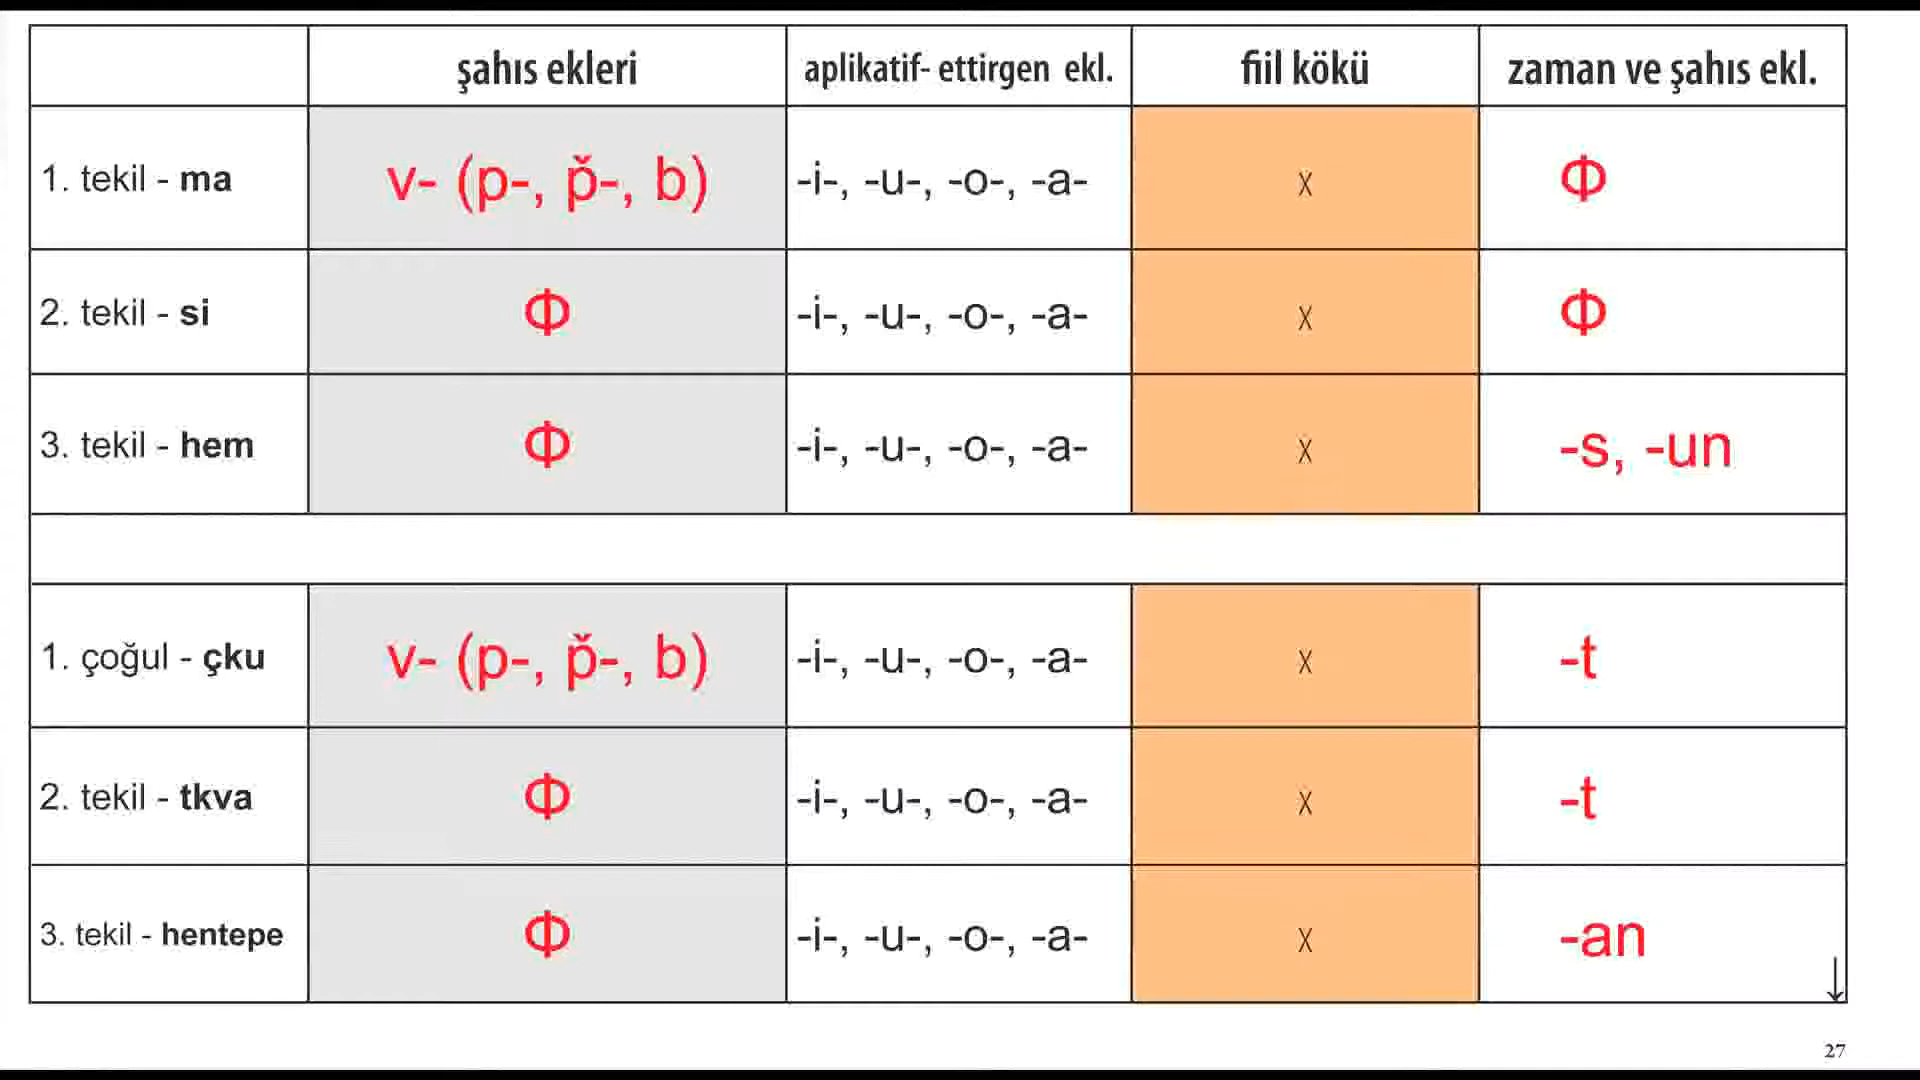 şahıs ekleri aplikatif- ettirgen ekl. fiil kökü zaman ve şahıs ekl.
1. tekil - ma v- (p-, p̌-, b) -i-, -u-, -o-, -a- x Φ
2. tekil - si Φ -i-, -u-, -o-, -a- x Φ
3. tekil - hem Φ -i-, -u-, -o-, -a- x -s, -un
1. çoğul - çku v- (p-, p̌-, b) -i-, -u-, -o-, -a- x -t
2. tekil - tkva Φ -i-, -u-, -o-, -a- x -t
3. tekil - hentepe Φ -i-, -u-, -o-, -a- x -an
↓
27